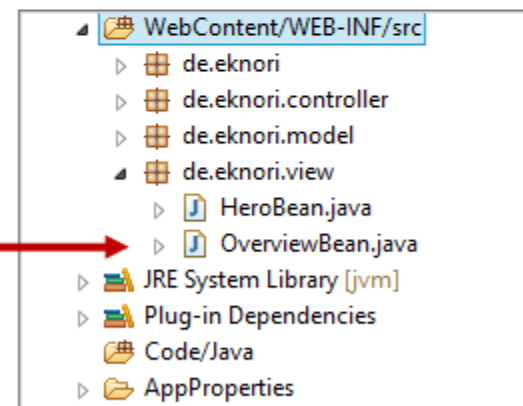 WebContent/WEB-INF/src
de.eknori
de.eknori.controller
de.eknori.model
de.eknori.view
HeroBean.java
OverviewBean.java
JRE System Library [jvm]
Plug-in Dependencies
Code/Java
AppProperties